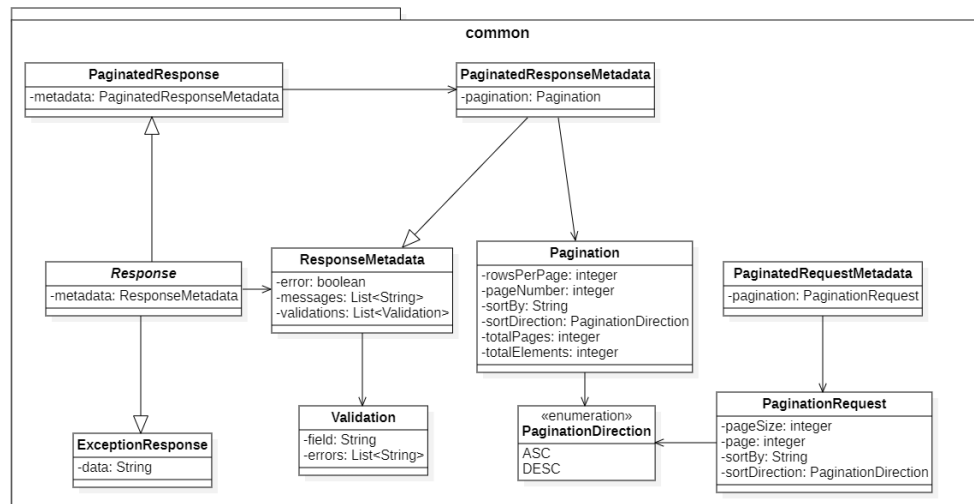 common
PaginatedResponse
-metadata: PaginatedResponseMetadata
PaginatedResponseMetadata
-pagination: Pagination
Response
-metadata: ResponseMetadata
ResponseMetadata
-error: boolean
-messages: List<String>
-validations: List<Validation>
Pagination
-rowsPerPage: integer
-pageNumber: integer
-sortBy: String
-sortDirection: PaginationDirection
-totalPages: integer
-totalElements: integer
PaginatedRequestMetadata
-pagination: PaginationRequest
ExceptionResponse
-data: String
Validation
-field: String
-errors: List<String>
«enumeration»
PaginationDirection
ASC
DESC
PaginationRequest
-pageSize: integer
-page: integer
-sortBy: String
-sortDirection: PaginationDirection